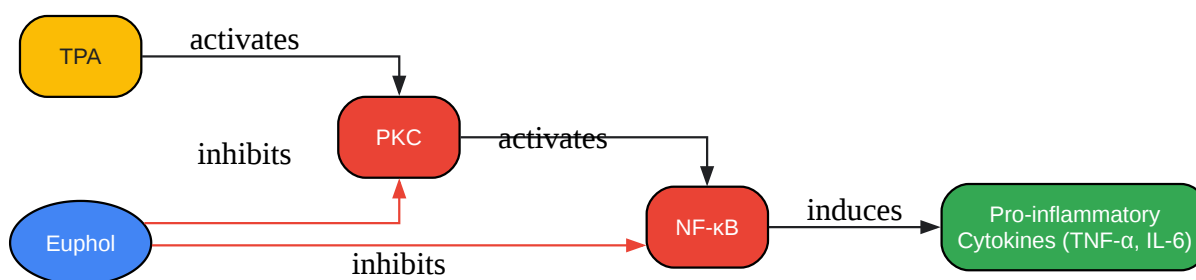 activates
TPA
PKC
activates
inhibits
NF-κB
induces
Pro-inflammatory
Cytokines (TNF-α, IL-6)
Euphol
inhibits